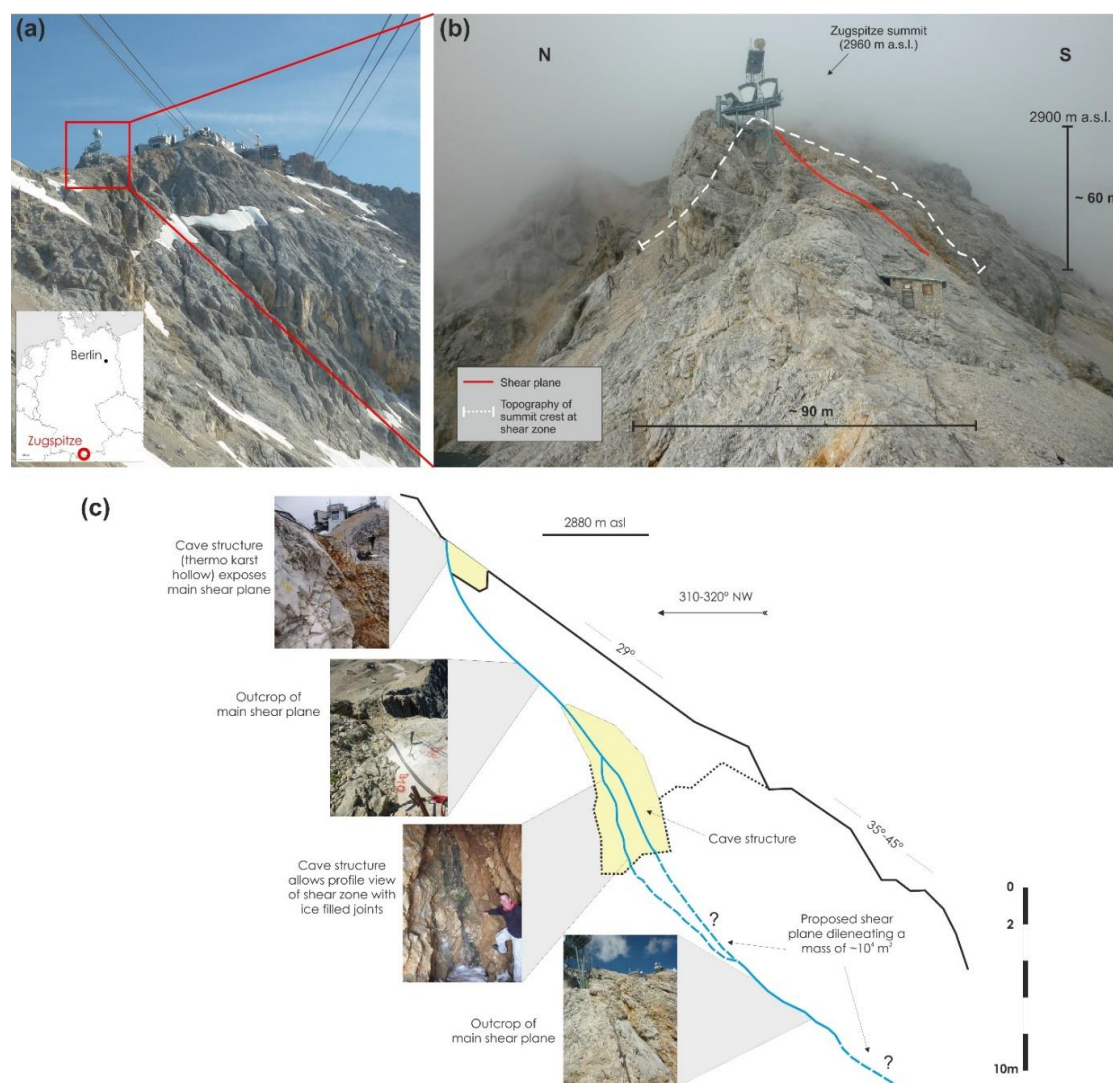 (a)
Berlin
Zugspitze
(b)
N
Zugspitze summit
(2960 m a.s.l.)
S
2900 m a.s.l.
~ 60 m
Shear plane
Topography of
summit crest at
shear zone
~ 90 m
(c)
Cave structure
(thermo karst
hollow) exposes
main shear plane
2880 m asl
310-320° NW
29°
Outcrop of
main shear plane
Cave structure
35°-45°
Cave structure
allows profile view
of shear zone with
ice filled joints
?
Proposed shear
plane dileneating a
mass of ~10⁴ m³
Outcrop of
main shear plane
?
0
2
10m